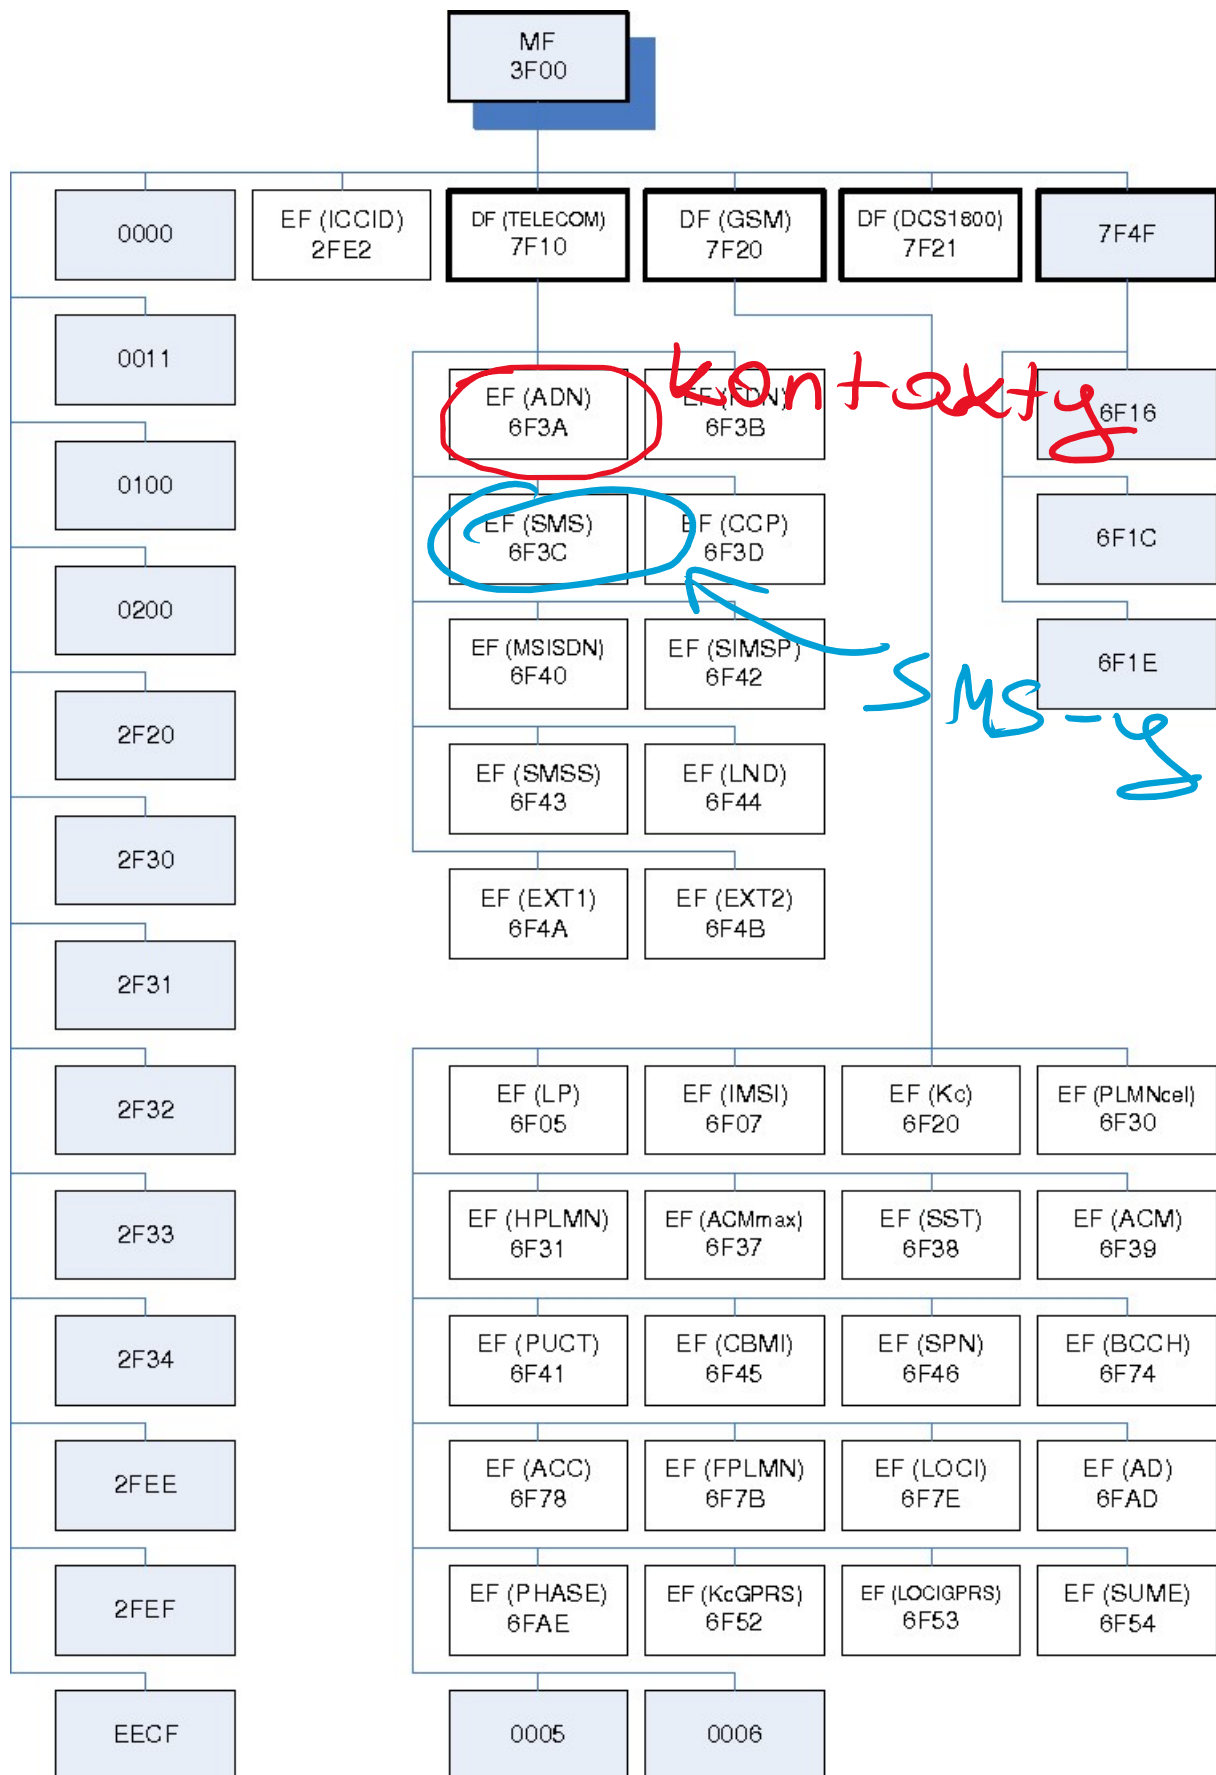 MF
3F00
0000
EF (ICCID)
2FE2
DF (TELECOM)
7F10
DF (GSM)
7F20
DF (DCS1800)
7F21
7F4F
0011
EF (ADN)
6F3A
EF (FDN)
6F3B
kontakty
6F16
0100
EF (SMS)
6F3C
EF (CCP)
6F3D
6F1C
0200
EF (MSISDN)
6F40
EF (SIMSP)
6F42
6F1E
SMS-y
2F20
EF (SMSS)
6F43
EF (LND)
6F44
2F30
EF (EXT1)
6F4A
EF (EXT2)
6F4B
2F31
2F32
EF (LP)
6F05
EF (IMSI)
6F07
EF (Kc)
6F20
EF (PLMNcel)
6F30
2F33
EF (HPLMN)
6F31
EF (ACMmax)
6F37
EF (SST)
6F38
EF (ACM)
6F39
2F34
EF (PUCT)
6F41
EF (CBMI)
6F45
EF (SPN)
6F46
EF (BCCH)
6F74
2FEE
EF (ACC)
6F78
EF (FPLMN)
6F7B
EF (LOCI)
6F7E
EF (AD)
6FAD
2FEF
EF (PHASE)
6FAE
EF (KcGPRS)
6F52
EF (LOCIGPRS)
6F53
EF (SUME)
6F54
EECF
0005
0006